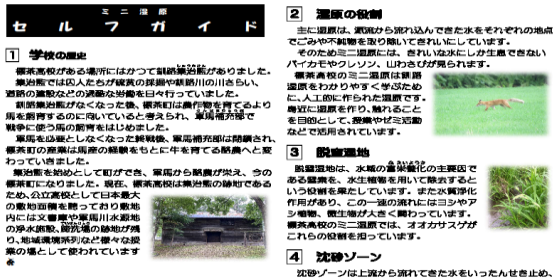 ミニ湿原
セルフガイド
1 学校の歴史
標茶高校がある場所にはかつて釧路集治監がありました。
集治監では囚人たちが硫黄の採掘や釧路川の川さらい、
道路の建設などの過酷な労働を日々行っていました。
釧路集治監がなくなった後、標茶町は農作物を育てるより
馬を飼育するのに向いていると考えられ、軍馬補充部で
戦争に使う馬の飼育をはじめました。
軍馬を必要としなくなった終戦後、軍馬補充部は閉鎖され、
標茶町の産業は馬産の経験をもとに牛を育てる酪農へと変
わっていきました。
集治監を始めとして町ができ、軍馬から酪農が栄え、今の
標茶町になりました。現在、標茶高校は集治監の跡地である
ため、公立高校として日本最大
の敷地面積を誇っており敷地
内には文書庫や軍馬川水源地
の浄水施設、
の跡地が残
り、地域環境系列など様々な授
業の場として使われています
2 湿原の役割
主に湿原は、源流から流れ込んできた水をそれぞれの地点
でごみや不純物を取り除いてきれいにしています。
そのためミニ湿原には、きれいな水にしか生息できない
バイカモやクレソン、山わさびが見られます。
標茶高校のミニ湿原は釧路
湿原をわかりやすく学ぶため
に、人工的に作られた湿原です。
身近に湿原を作り、触れること
を目的として、授業やゼミ活動
などで活用されています。
3 脱窒湿地
脱窒湿地は、水域の富栄養化の主要因で
ある窒素を、水生植物を用いて除去すると
いう役割を果たしています。また水質浄化
作用があり、この一連の流れにはヨシやア
シ植物、微生物が大きく関わっています。
標茶高校のミニ湿原では、オオカサスゲが
これらの役割を担っています。
4 沈砂ゾーン
沈砂ゾーンは上流から流れてきた水をいったんせき止め、